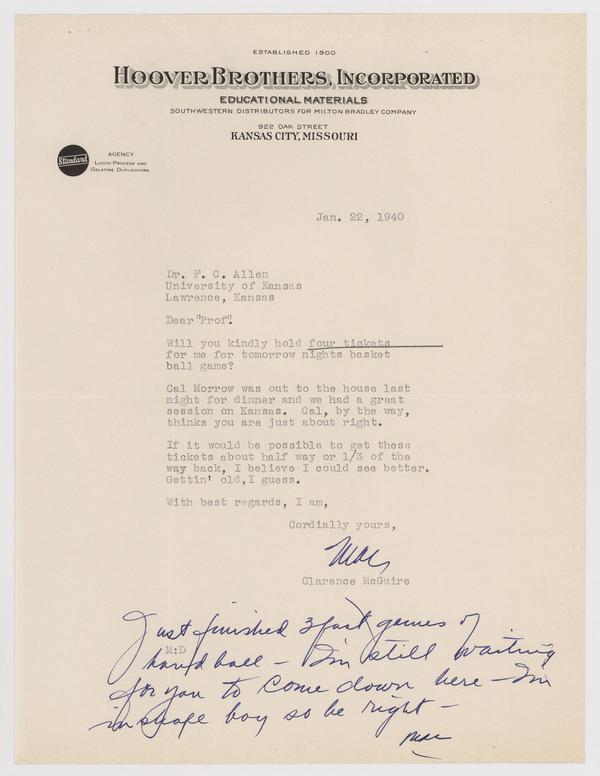 ESTABLISHED 1900
HOOVER BROTHERS, INCORPORATED
EDUCATIONAL MATERIALS
SOUTHWESTERN DISTRIBUTORS FOR MILTON BRADLEY COMPANY
922 OAK STREET
KANSAS CITY, MISSOURI
Standard
AGENCY
LIQUID PROCESS AND
GELATINE DUPLICATORS
Jan. 22, 1940
Dr. F. C. Allen
University of Kansas
Lawrence, Kansas
Dear "Prof":
Will you kindly hold four tickets
for me for tomorrow nights basket
ball game?
Cal Morrow was out to the house last
night for dinner and we had a great
session on Kansas. Cal, by the way,
thinks you are just about right.
If it would be possible to get these
tickets about half way or 1/3 of the
way back, I believe I could see better.
Gettin' old,I guess.
With best regards, I am,
Cordially yours,
Mac
Clarence McGuire
M:D
Just finished 3 fast games of
hand ball - I'm still waiting
for you to come down here - I'm
in shape boy so be right -
Mac